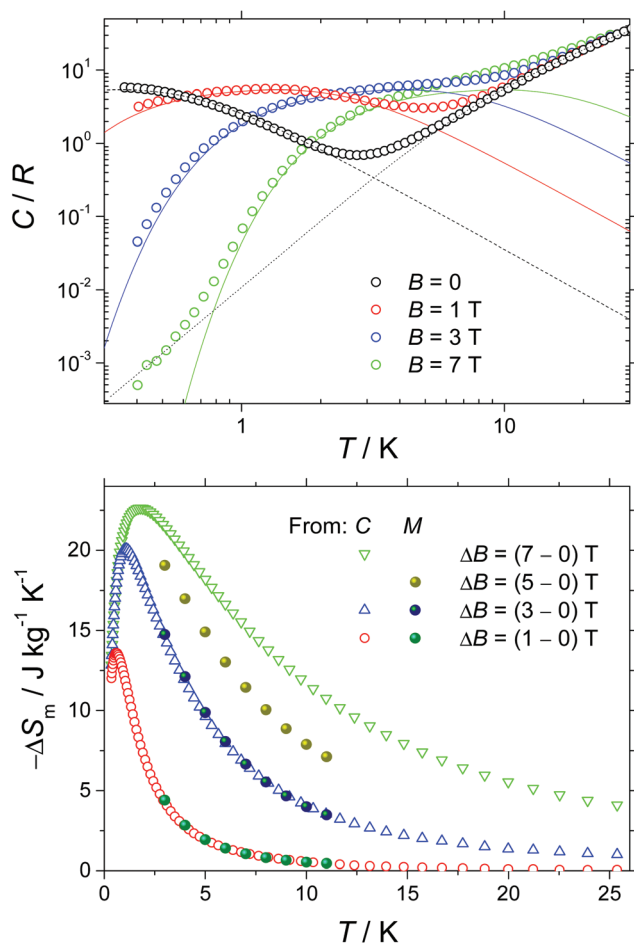 10¹
10⁰
10⁻¹
10⁻²
10⁻³
C / R
B = 0
B = 1 T
B = 3 T
B = 7 T
1
10
T / K
20
15
10
5
0
−ΔSₘ / J kg⁻¹ K⁻¹
From: C M
ΔB = (7 − 0) T
ΔB = (5 − 0) T
ΔB = (3 − 0) T
ΔB = (1 − 0) T
0 5 10 15 20 25
T / K